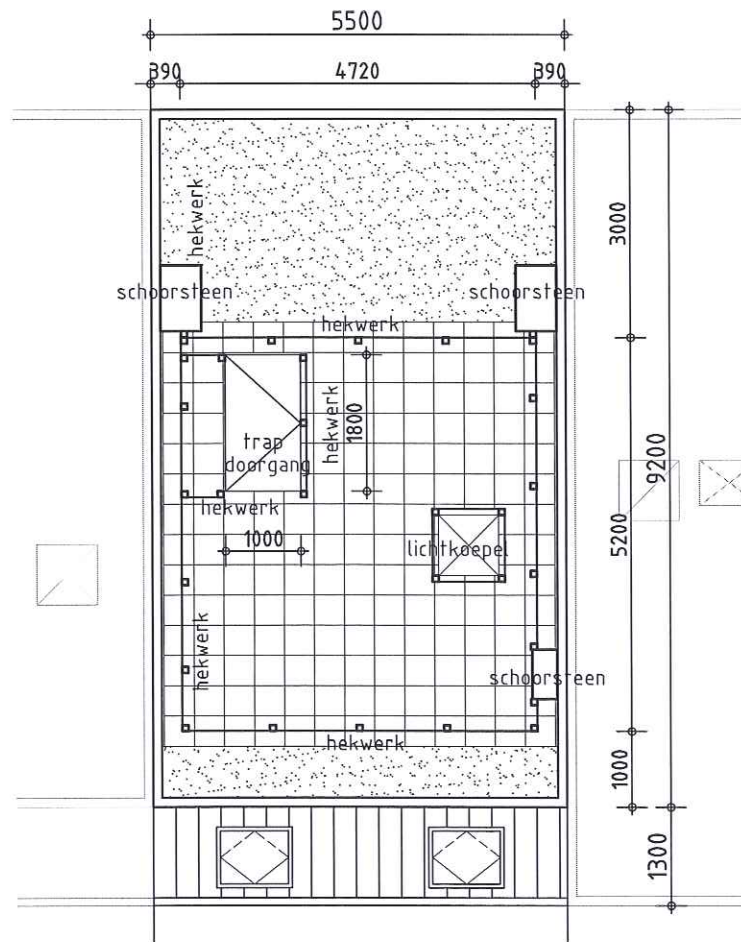 5500
390
4720
390
hekwerk
3000
schoorsteen
schoorsteen
hekwerk
hekwerk
1800
trap
doorgang
9200
hekwerk
5200
1000
lichtkoepel
hekwerk
schoorsteen
hekwerk
1000
1300